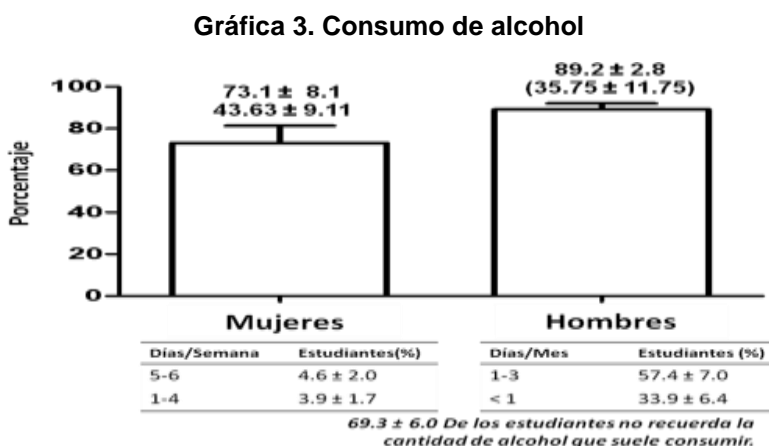 Gráfica 3. Consumo de alcohol
73.1 ± 8.1
43.63 ± 9.11
89.2 ± 2.8
(35.75 ± 11.75)
Porcentaje
100
80
60
40
20
0
Mujeres
Hombres
Días/Semana Estudiantes(%)
5-6 4.6 ± 2.0
1-4 3.9 ± 1.7
Días/Mes Estudiantes (%)
1-3 57.4 ± 7.0
< 1 33.9 ± 6.4
69.3 ± 6.0 De los estudiantes no recuerda la
cantidad de alcohol que suele consumir.